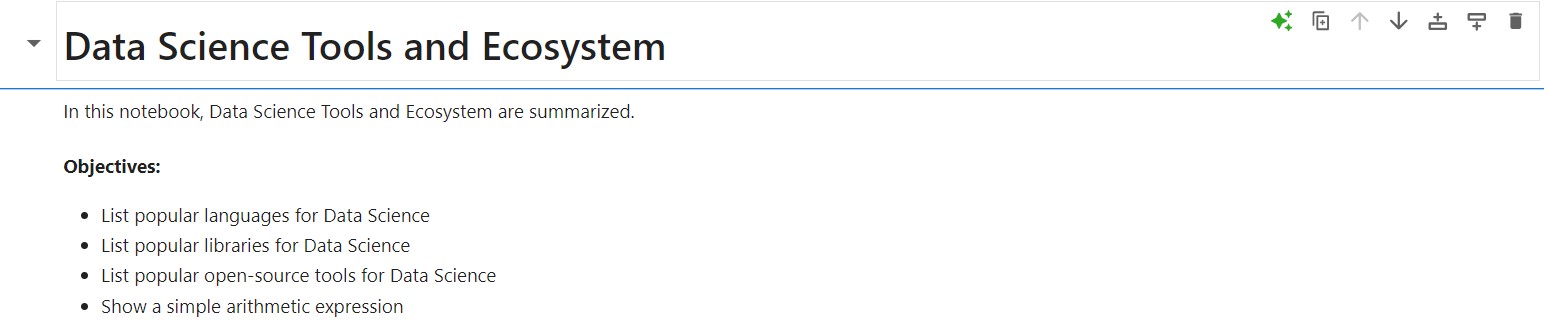 Data Science Tools and Ecosystem
In this notebook, Data Science Tools and Ecosystem are summarized.
Objectives:
• List popular languages for Data Science
• List popular libraries for Data Science
• List popular open-source tools for Data Science
• Show a simple arithmetic expression